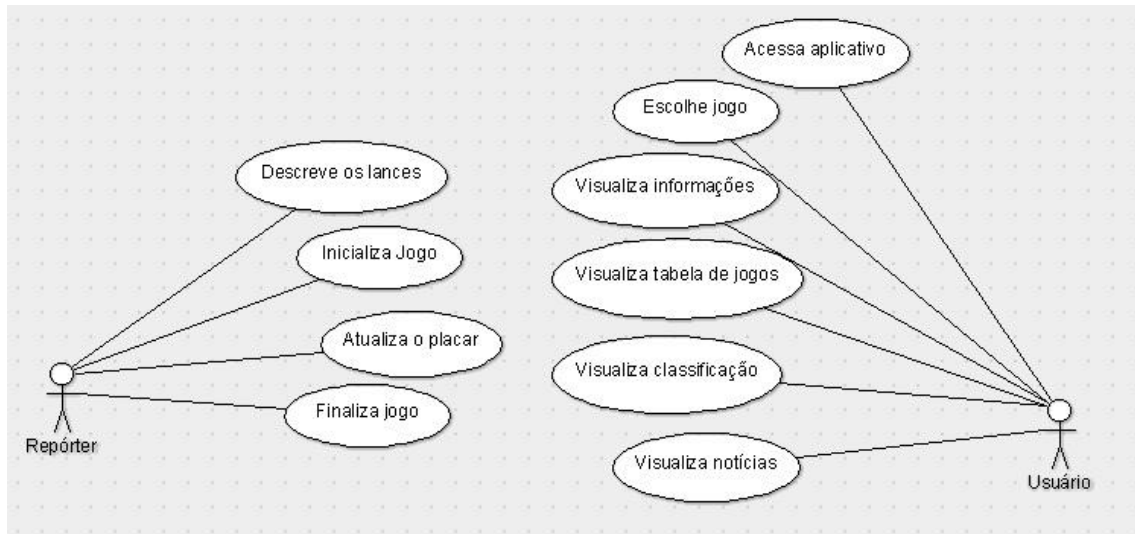 Acessa aplicativo
Escolhe jogo
Descreve os lances
Visualiza informações
Inicializa Jogo
Visualiza tabela de jogos
Atualiza o placar
Visualiza classificação
Finaliza jogo
Repórter
Visualiza notícias
Usuário